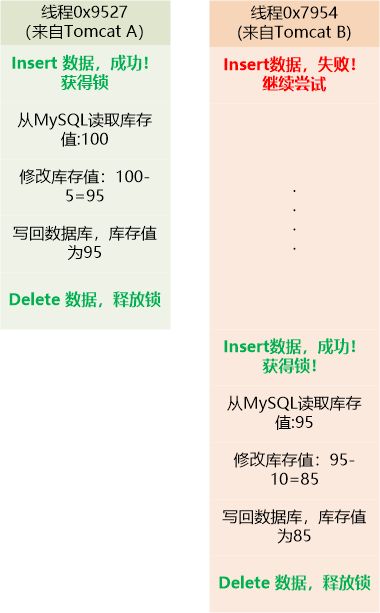 线程0x9527
(来自Tomcat A)
Insert 数据，成功！
获得锁
从MySQL读取库存
值:100
修改库存值：100-
5=95
写回数据库，库存值
为95
Delete 数据，释放锁
线程0x7954
(来自Tomcat B)
Insert数据，失败！
继续尝试
.
.
.
.
Insert数据，成功！
获得锁！
从MySQL读取库存
值:95
修改库存值：95-
10=85
写回数据库，库存值
为85
Delete 数据，释放锁